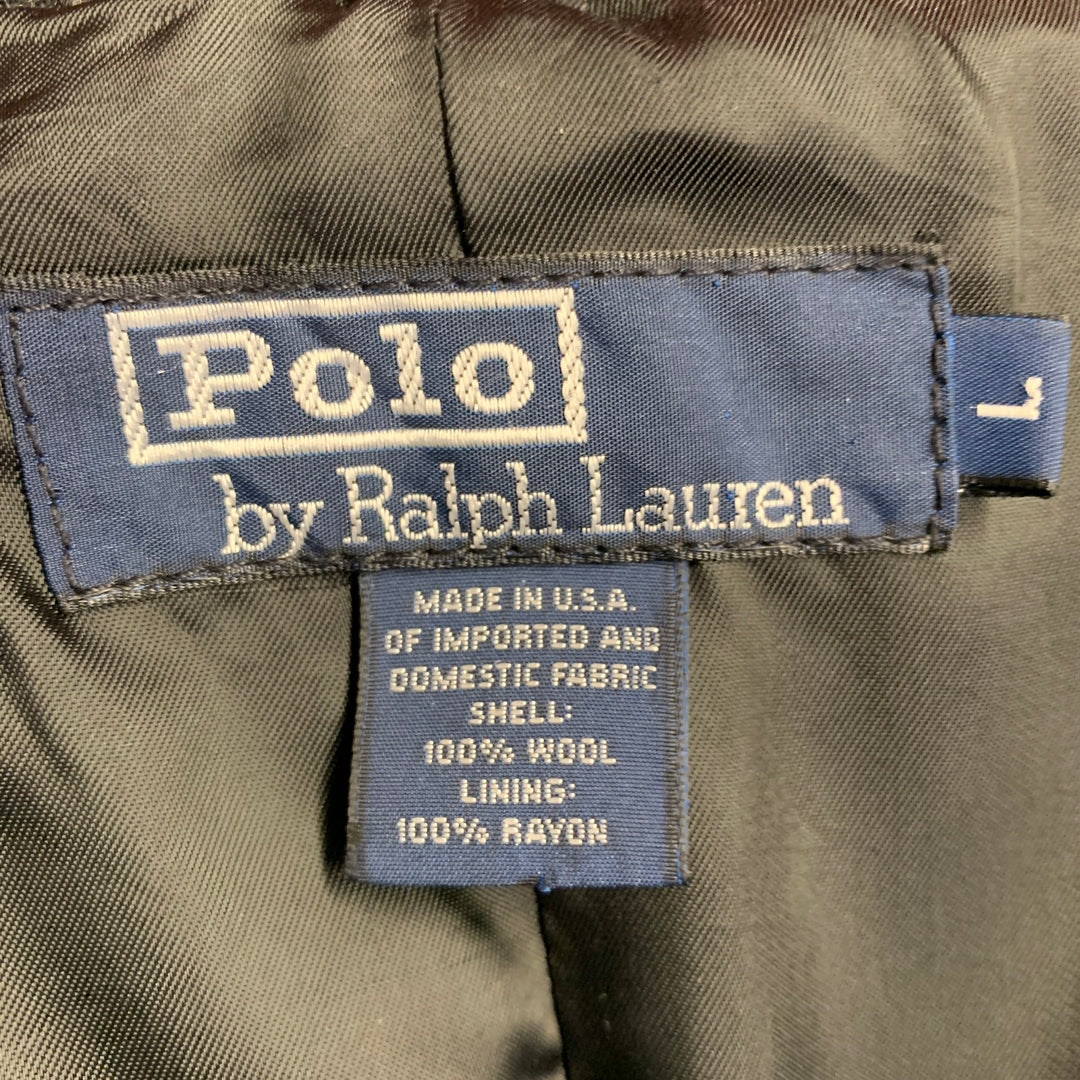 Polo
by Ralph Lauren
L
MADE IN U.S.A.
OF IMPORTED AND
DOMESTIC FABRIC
SHELL:
100% WOOL
LINING:
100% RAYON